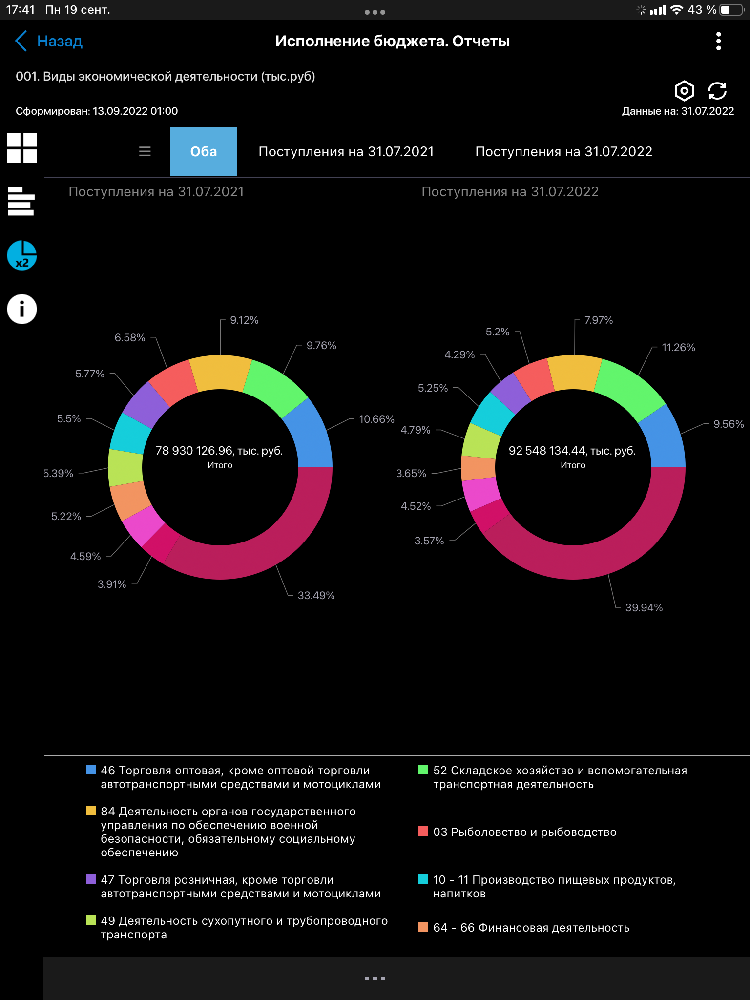 17:41 Пн 19 сент.
43 %
Назад
Исполнение бюджета. Отчеты
001. Виды экономической деятельности (тыс.руб)
Сформирован: 13.09.2022 01:00
Данные на: 31.07.2022
Оба
Поступления на 31.07.2021
Поступления на 31.07.2022
x2
i
Поступления на 31.07.2021
9.12%
6.58%
9.76%
5.77%
5.5%
10.66%
78 930 126.96, тыс. руб.
Итого
5.39%
5.22%
4.59%
3.91%
33.49%
Поступления на 31.07.2022
7.97%
5.2%
11.26%
4.29%
5.25%
9.56%
4.79%
92 548 134.44, тыс. руб.
Итого
3.65%
4.52%
3.57%
39.94%
46 Торговля оптовая, кроме оптовой торговли
автотранспортными средствами и мотоциклами
52 Складское хозяйство и вспомогательная
транспортная деятельность
84 Деятельность органов государственного
управления по обеспечению военной
безопасности, обязательному социальному
обеспечению
03 Рыболовство и рыбоводство
47 Торговля розничная, кроме торговли
автотранспортными средствами и мотоциклами
10 - 11 Производство пищевых продуктов,
напитков
49 Деятельность сухопутного и трубопроводного
транспорта
64 - 66 Финансовая деятельность